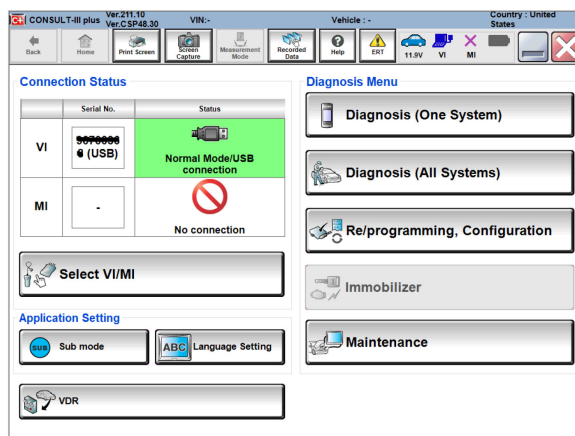 CONSULT-III plus Ver.211.10 VIN:- Vehicle : - Country : United
Ver.CSP48.30 States
Back Home Print Screen Screen Capture Measurement Mode Recorded Data Help ERT 11.9V VI MI
Connection Status
Serial No. Status
VI (USB) Normal Mode/USB
connection
MI - No connection
Select VI/MI
Application Setting
SUB Sub mode ABC Language Setting
VDR
Diagnosis Menu
Diagnosis (One System)
Diagnosis (All Systems)
Re/programming, Configuration
Immobilizer
Maintenance